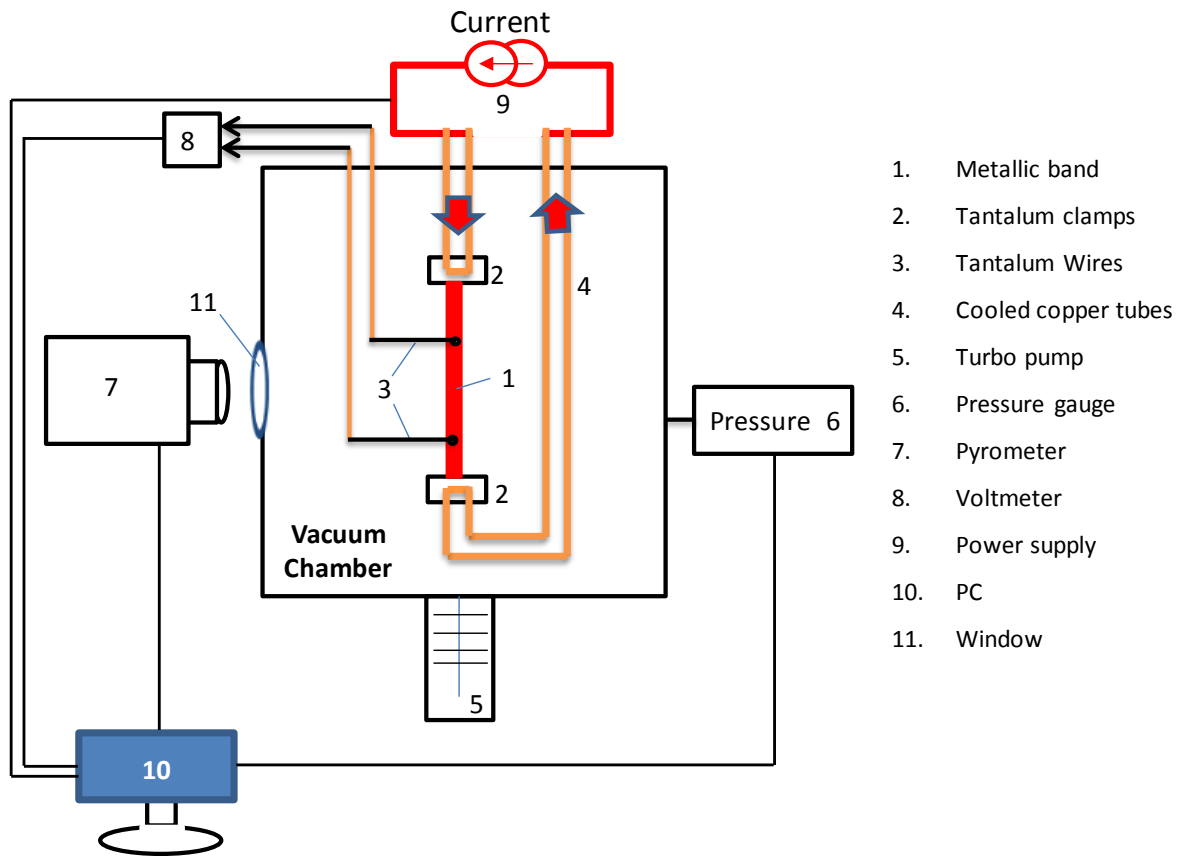 Current
9
8
2
4
11
7
3
1
Pressure 6
2
Vacuum
Chamber
5
10
1. Metallic band
2. Tantalum clamps
3. Tantalum Wires
4. Cooled copper tubes
5. Turbo pump
6. Pressure gauge
7. Pyrometer
8. Voltmeter
9. Power supply
10. PC
11. Window